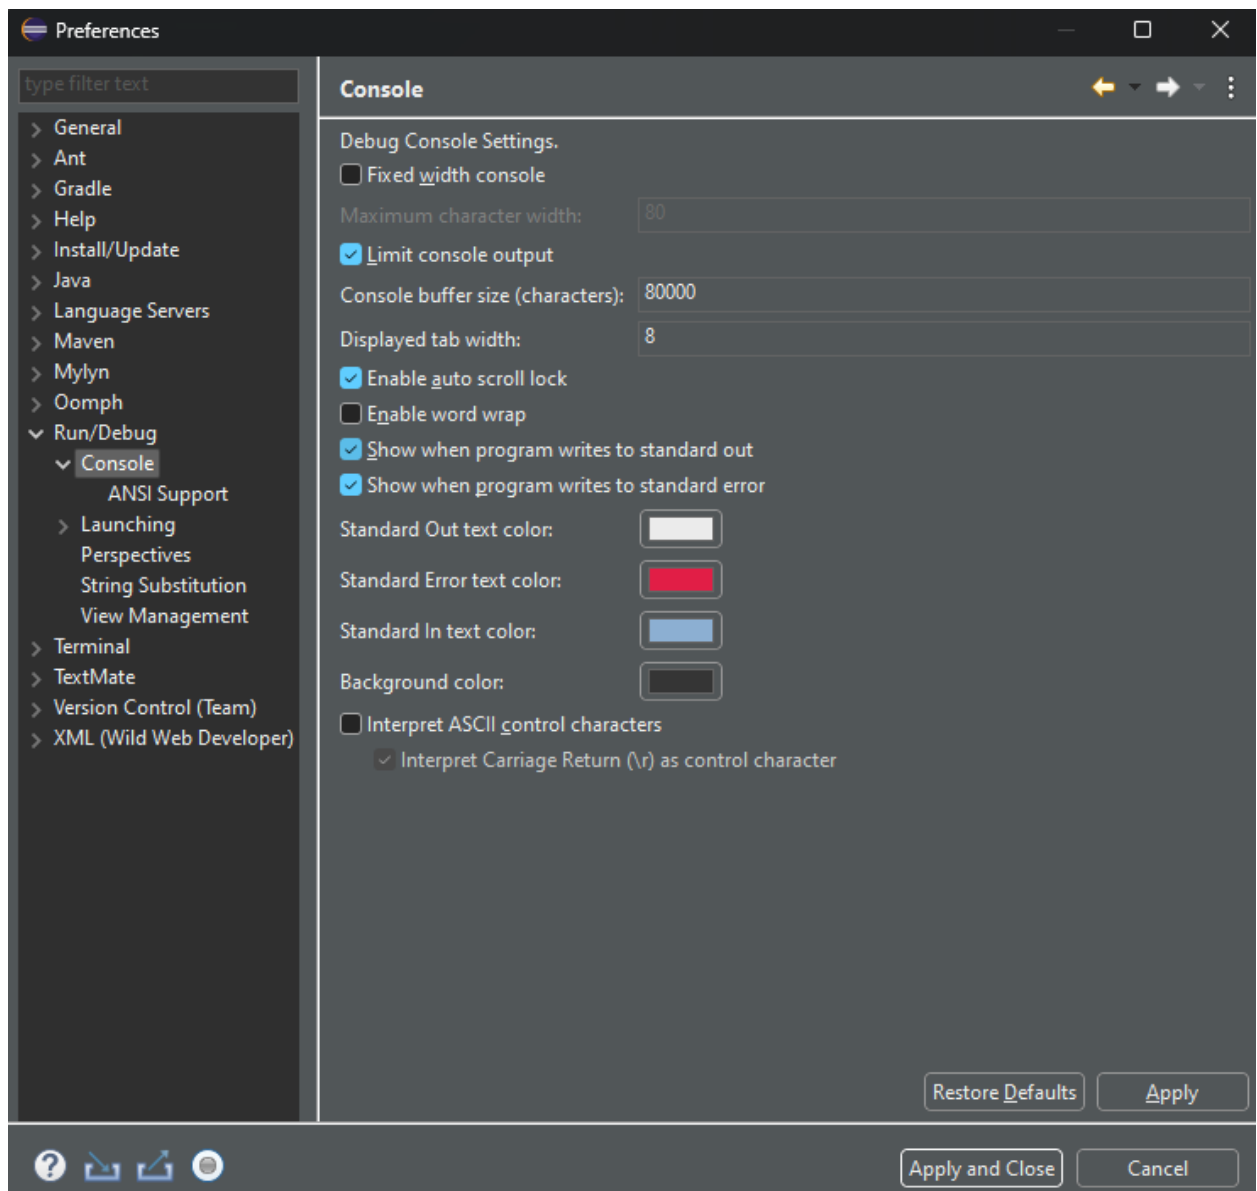 Preferences
type filter text
General
Ant
Gradle
Help
Install/Update
Java
Language Servers
Maven
Mylyn
Oomph
Run/Debug
Console
ANSI Support
Launching
Perspectives
String Substitution
View Management
Terminal
TextMate
Version Control (Team)
XML (Wild Web Developer)
Console
Debug Console Settings.
Fixed width console
Maximum character width: 80
Limit console output
Console buffer size (characters): 80000
Displayed tab width: 8
Enable auto scroll lock
Enable word wrap
Show when program writes to standard out
Show when program writes to standard error
Standard Out text color:
Standard Error text color:
Standard In text color:
Background color:
Interpret ASCII control characters
Interpret Carriage Return (\r) as control character
Restore Defaults Apply
Apply and Close Cancel